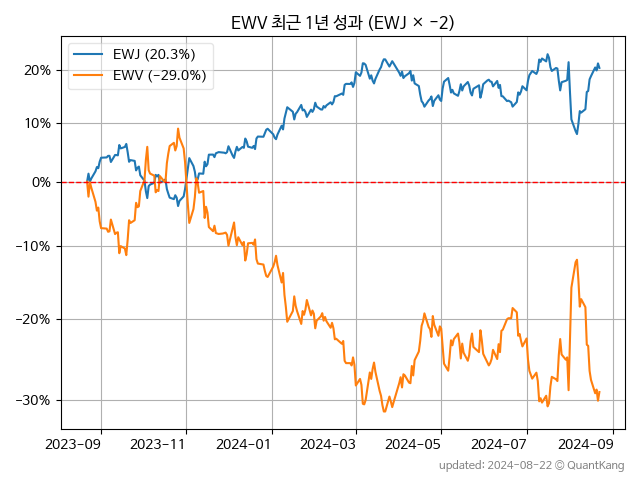 EWV 최근 1년 성과 (EWJ × −2)
EWJ (20.3%)
EWV (−29.0%)
20%
10%
0%
−10%
−20%
−30%
2023-09 2023-11 2024-01 2024-03 2024-05 2024-07 2024-09
updated: 2024-08-22 © QuantKang